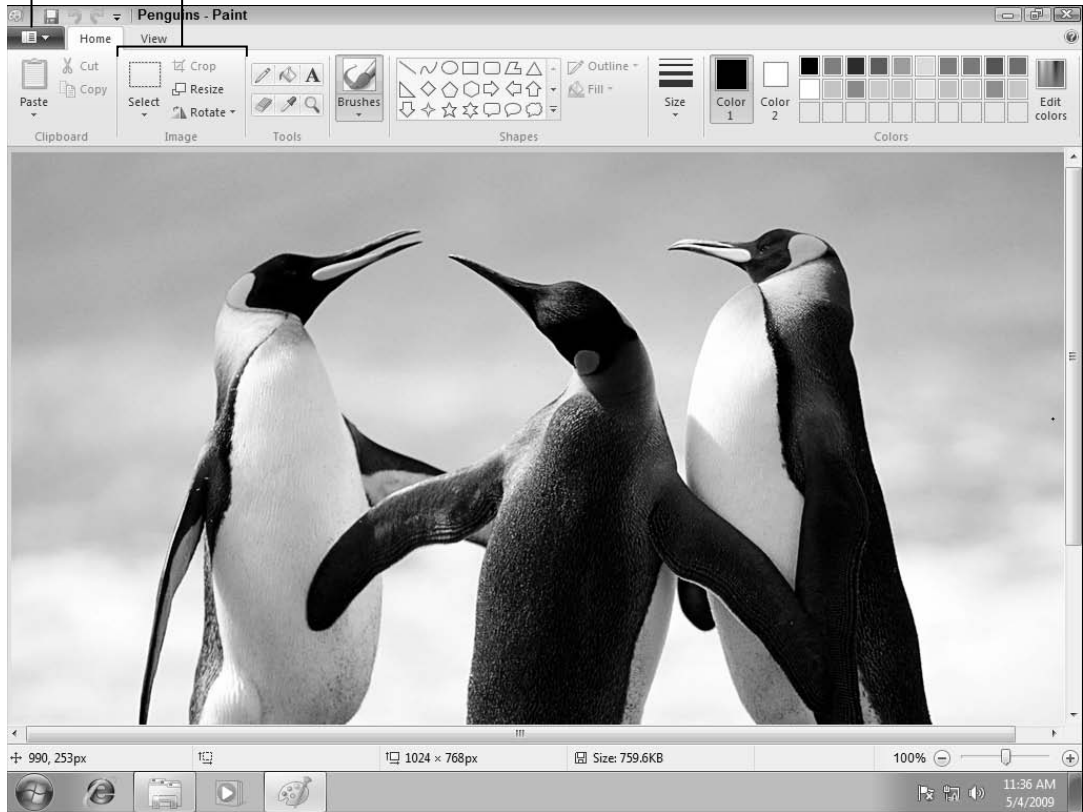 Penguins - Paint
Home View
Cut
Copy
Paste
Clipboard
Select
Crop
Resize
Rotate
Image
A
Tools
Brushes
Outline
Fill
Shapes
Size
Color 1
Color 2
Edit colors
Colors
990, 253px
1024 × 768px
Size: 759.6KB
100%
11:36 AM
5/4/2009